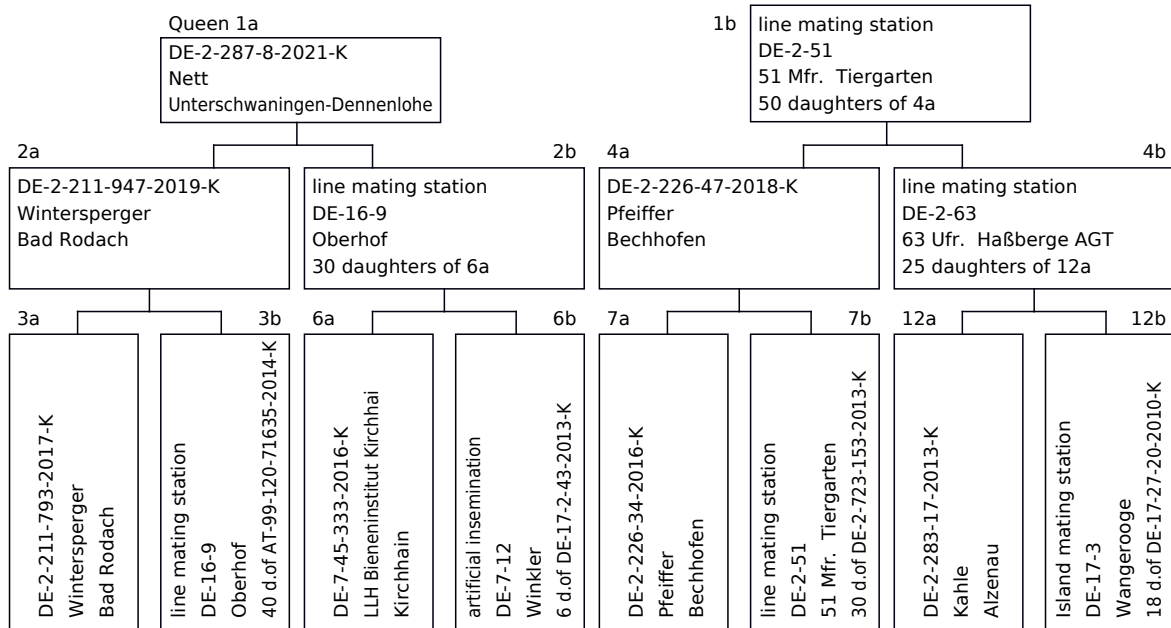 Queen 1a
DE-2-287-8-2021-K
Nett
Unterschwaningen-Dennenlohe
1b
line mating station
DE-2-51
51 Mfr.  Tiergarten
50 daughters of 4a
2a
DE-2-211-947-2019-K
Wintersperger
Bad Rodach
2b
line mating station
DE-16-9
Oberhof
30 daughters of 6a
4a
DE-2-226-47-2018-K
Pfeiffer
Bechhofen
4b
line mating station
DE-2-63
63 Ufr.  Haßberge AGT
25 daughters of 12a
3a
DE-2-211-793-2017-K
Wintersperger
Bad Rodach
3b
line mating station
DE-16-9
Oberhof
40 d.of AT-99-120-71635-2014-K
6a
DE-7-45-333-2016-K
LLH Bieneninstitut Kirchhai
Kirchhain
6b
artificial insemination
DE-7-12
Winkler
6 d.of DE-17-2-43-2013-K
7a
DE-2-226-34-2016-K
Pfeiffer
Bechhofen
7b
line mating station
DE-2-51
51 Mfr.  Tiergarten
30 d.of DE-2-723-153-2013-K
12a
DE-2-283-17-2013-K
Kahle
Alzenau
12b
Island mating station
DE-17-3
Wangerooge
18 d.of DE-17-27-20-2010-K